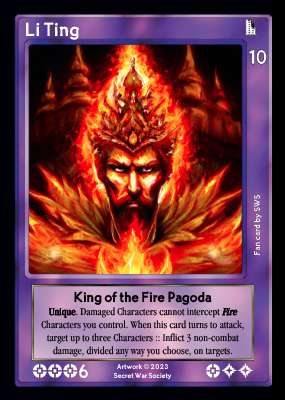 Li Ting
10
Fan card by SWS
King of the Fire Pagoda
Unique. Damaged Characters cannot intercept Fire
Characters you control. When this card turns to attack,
target up to three Characters :: Inflict 3 non-combat
damage, divided any way you choose, on targets.
6
Artwork © 2023
Secret War Society